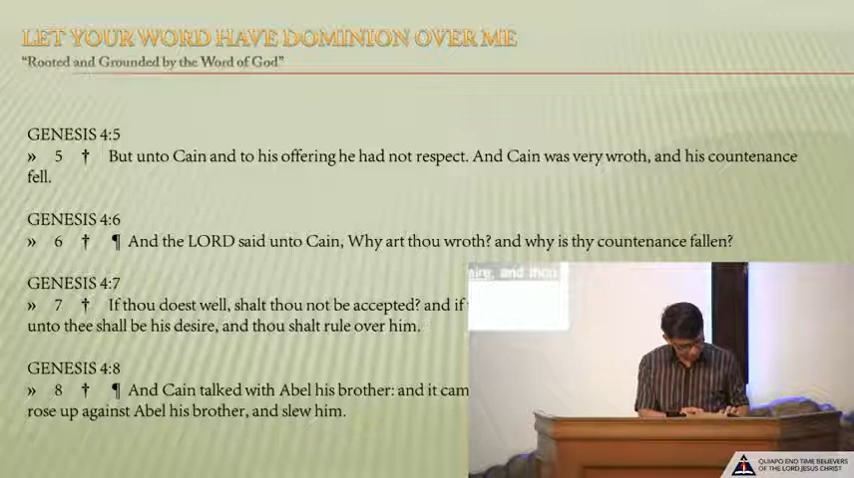 LET YOUR WORD HAVE DOMINION OVER ME
"Rooted and Grounded by the Word of God"
GENESIS 4:5
» 5 † But unto Cain and to his offering he had not respect. And Cain was very wroth, and his countenance
fell.
GENESIS 4:6
» 6 † ¶ And the LORD said unto Cain, Why art thou wroth? and why is thy countenance fallen?
GENESIS 4:7
» 7 † If thou doest well, shalt thou not be accepted? and if
unto thee shall be his desire, and thou shalt rule over him.
GENESIS 4:8
» 8 † ¶ And Cain talked with Abel his brother: and it cam
rose up against Abel his brother, and slew him.
and thou
QUIAPO END TIME BELIEVERS
OF THE LORD JESUS CHRIST